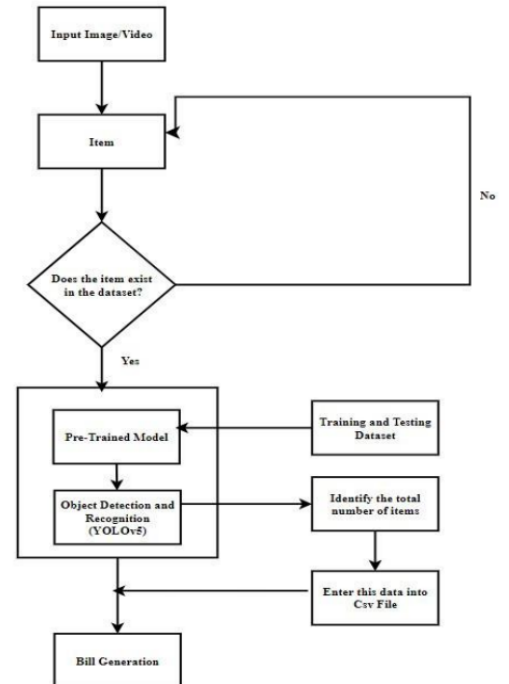 Input Image/Video
Item
No
Does the item exist
in the dataset?
Yes
Pre-Trained Model
Training and Testing
Dataset
Object Detection and
Recognition
(YOLOv5)
Identify the total
number of items
Enter this data into
Csv File
Bill Generation